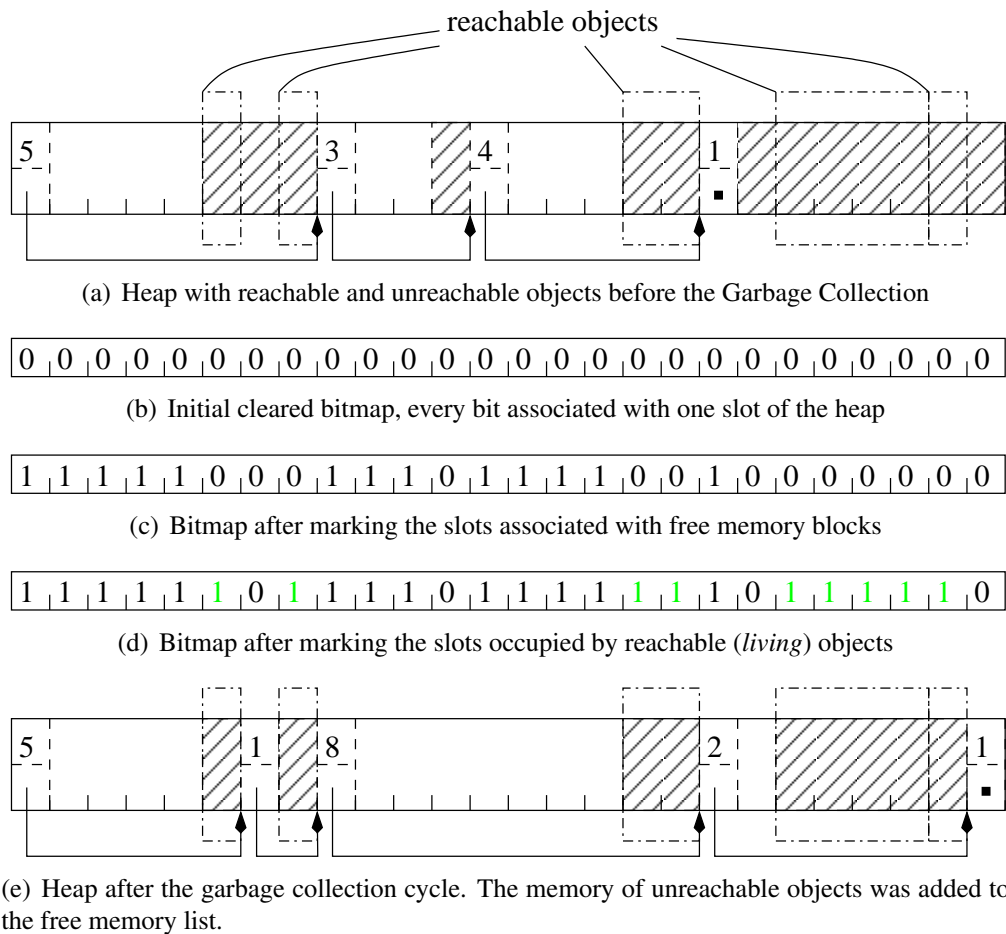 reachable objects
5 3 4 1
(a) Heap with reachable and unreachable objects before the Garbage Collection
0 0 0 0 0 0 0 0 0 0 0 0 0 0 0 0 0 0 0 0 0 0 0 0 0 0
(b) Initial cleared bitmap, every bit associated with one slot of the heap
1 1 1 1 1 0 0 0 1 1 1 0 1 1 1 1 0 0 1 0 0 0 0 0 0 0
(c) Bitmap after marking the slots associated with free memory blocks
1 1 1 1 1 1 0 1 1 1 1 0 1 1 1 1 1 1 1 0 1 1 1 1 1 0
(d) Bitmap after marking the slots occupied by reachable (living) objects
5 1 8 2 1
(e) Heap after the garbage collection cycle. The memory of unreachable objects was added to
the free memory list.